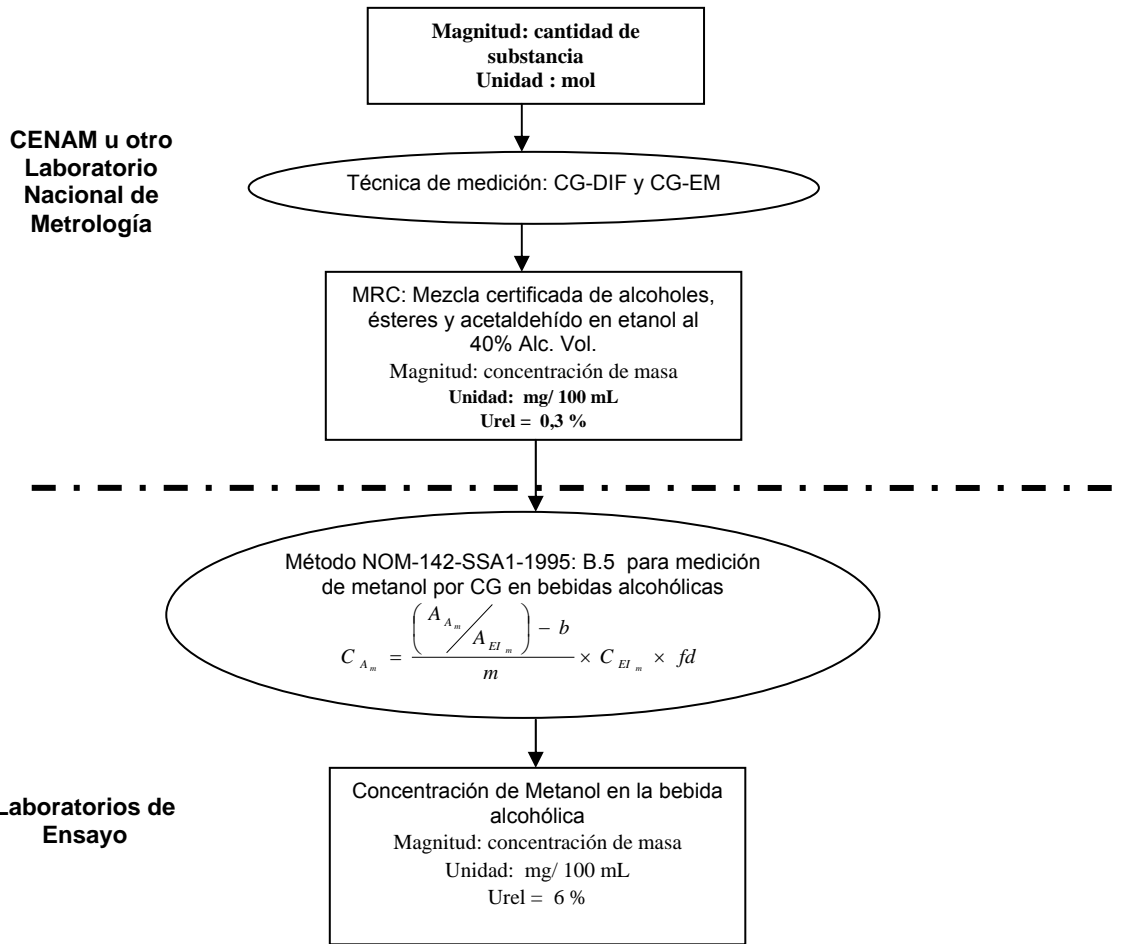 Magnitud: cantidad de
substancia
Unidad : mol
CENAM u otro
Laboratorio
Nacional de
Metrología
Técnica de medición: CG-DIF y CG-EM
MRC: Mezcla certificada de alcoholes,
ésteres y acetaldehído en etanol al
40% Alc. Vol.
Magnitud: concentración de masa
Unidad: mg/ 100 mL
Urel = 0,3 %
Método NOM-142-SSA1-1995: B.5 para medición
de metanol por CG en bebidas alcohólicas
C_{A_m} = \frac{\left( A_{A_m} / A_{EI_m} \right) - b}{m} × C_{EI_m} × fd
Laboratorios de
Ensayo
Concentración de Metanol en la bebida
alcohólica
Magnitud: concentración de masa
Unidad: mg/ 100 mL
Urel = 6 %